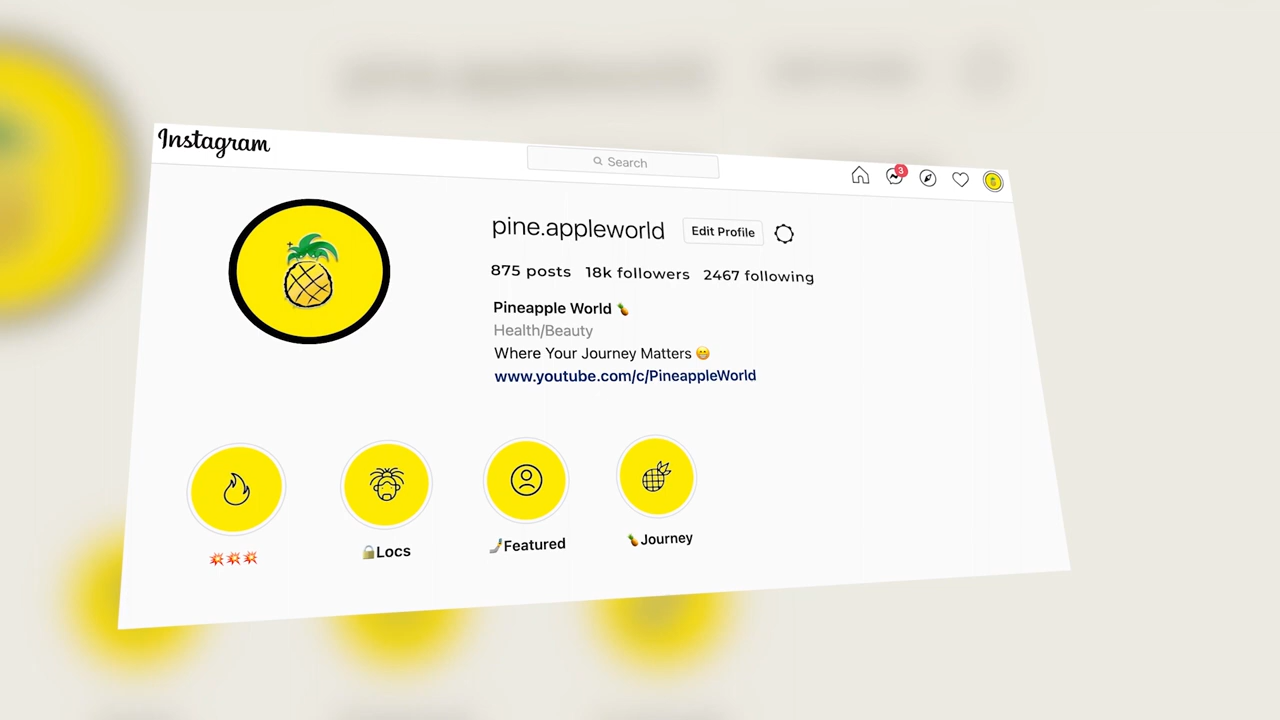 Instagram
Search
3
pine.appleworld Edit Profile
875 posts 18k followers 2467 following
Pineapple World 🍍
Health/Beauty
Where Your Journey Matters 😁
www.youtube.com/c/PineappleWorld
💥💥💥 🔒Locs 🤳Featured 🍍Journey